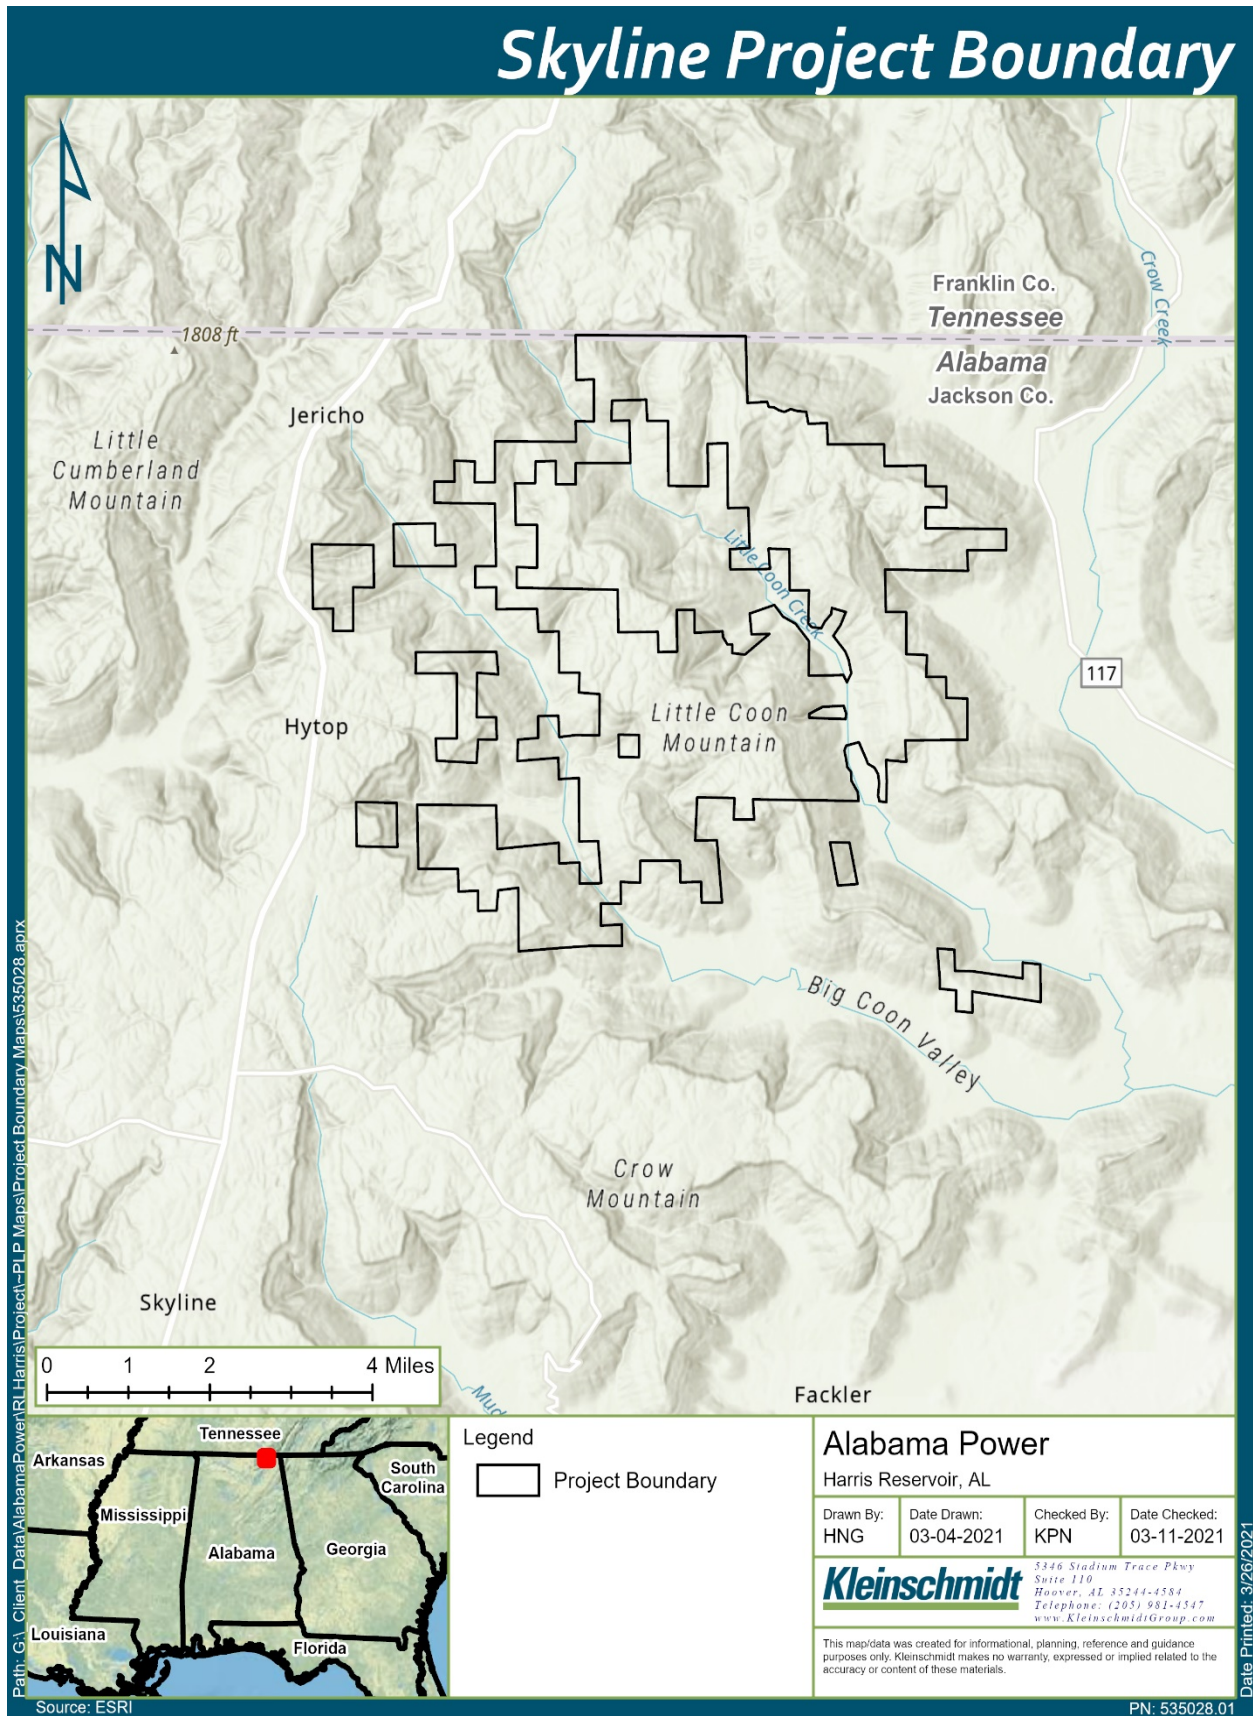 Skyline Project Boundary
N
Crow Creek
Franklin Co.
Tennessee
1808 ft
Alabama
Jackson Co.
Jericho
Little
Cumberland
Mountain
Little Coon Creek
117
Hytop
Little Coon
Mountain
Big Coon Valley
Crow
Mountain
Skyline
0 1 2 4 Miles
Fackler
Mud
Tennessee
Arkansas
South
Carolina
Mississippi
Alabama
Georgia
Louisiana
Florida
Legend
Project Boundary
Alabama Power
Harris Reservoir, AL
Drawn By:
HNG
Date Drawn:
03-04-2021
Checked By:
KPN
Date Checked:
03-11-2021
Kleinschmidt
5346 Stadium Trace Pkwy
Suite 110
Hoover, AL 35244-4584
Telephone: (205) 981-4547
www.KleinschmidtGroup.com
This map/data was created for informational, planning, reference and guidance
purposes only. Kleinschmidt makes no warranty, expressed or implied related to the
accuracy or content of these materials.
Path: G:\_Client_Data\AlabamaPower\RLHarris\Project\~PLP Maps\Project Boundary Maps\535028.aprx
Date Printed: 3/26/2021
Source: ESRI
PN: 535028.01